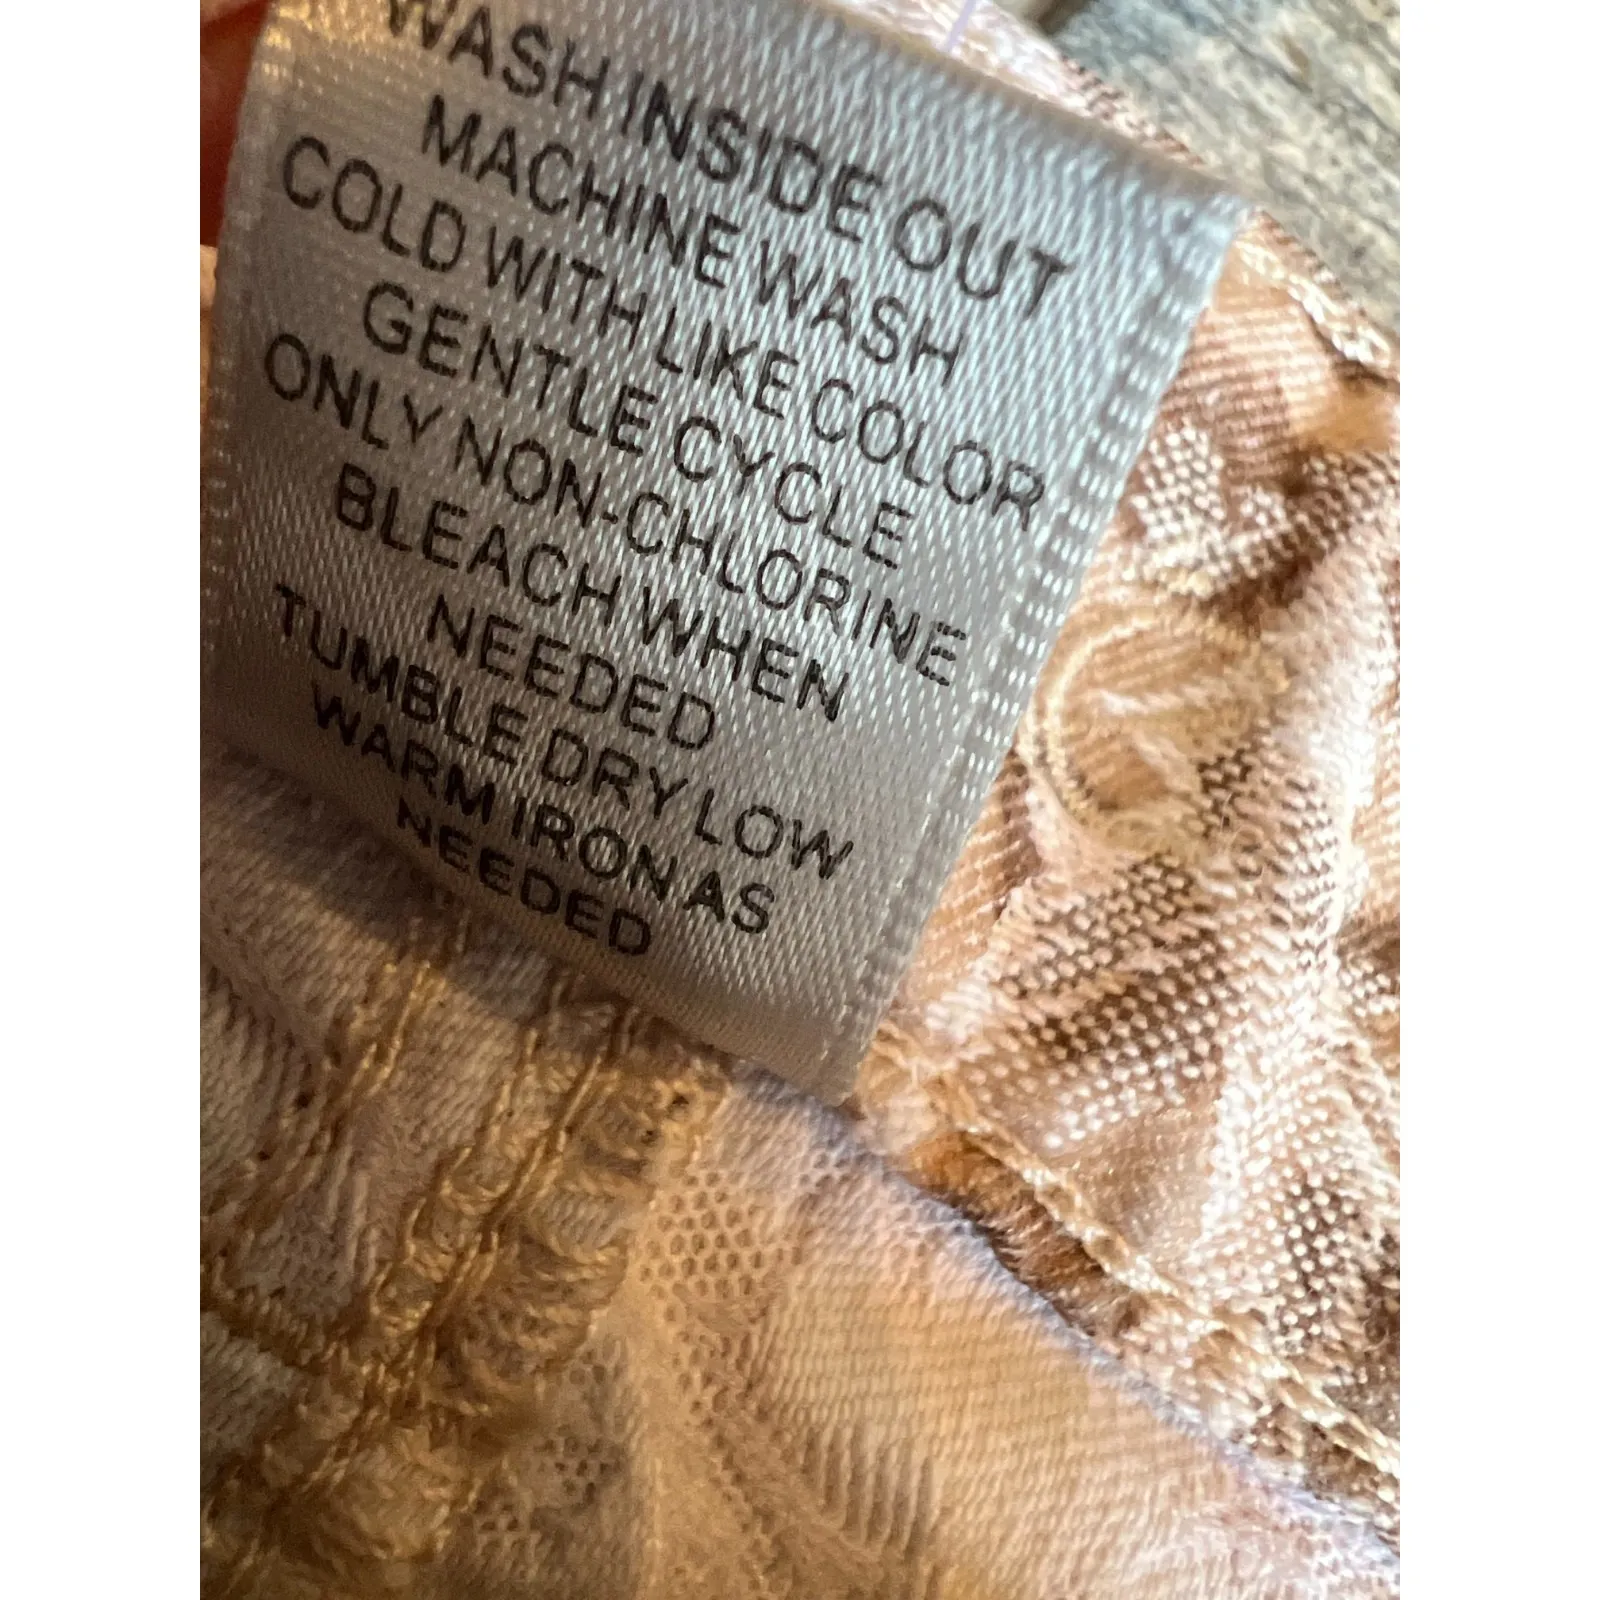 WASH INSIDE OUT
MACHINE WASH
COLD WITH LIKE COLOR
GENTLE CYCLE
ONLY NON-CHLORINE
BLEACH WHEN
NEEDED
TUMBLE DRY LOW
WARM IRON AS
NEEDED